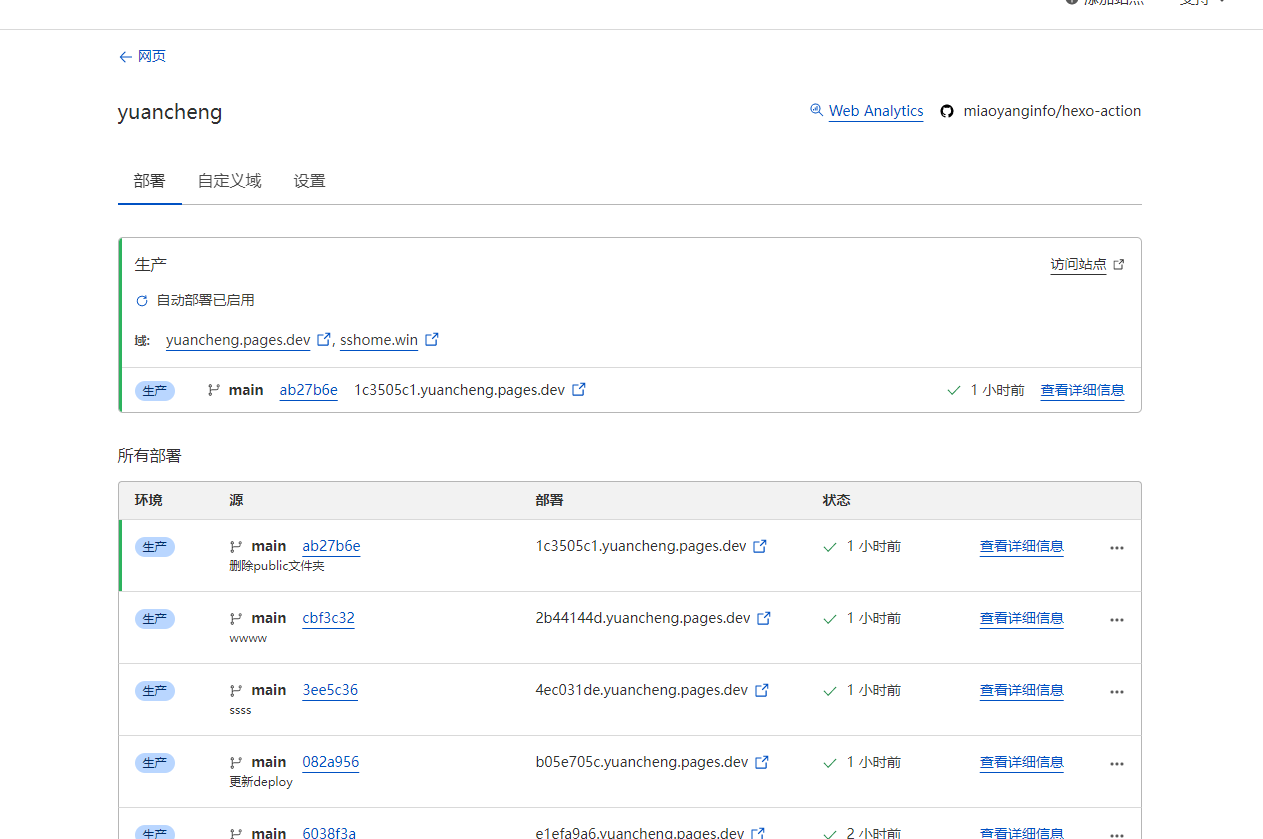 添加站点 支持
网页
yuancheng Web Analytics miaoyanginfo/hexo-action
部署 自定义域 设置
生产 访问站点
自动部署已启用
域: yuancheng.pages.dev , sshome.win
生产 main ab27b6e 1c3505c1.yuancheng.pages.dev 1 小时前 查看详细信息
所有部署
环境 源 部署 状态
生产 main ab27b6e 1c3505c1.yuancheng.pages.dev 1 小时前 查看详细信息 •••
删除public文件夹
生产 main cbf3c32 2b44144d.yuancheng.pages.dev 1 小时前 查看详细信息 •••
wwww
生产 main 3ee5c36 4ec031de.yuancheng.pages.dev 1 小时前 查看详细信息 •••
ssss
生产 main 082a956 b05e705c.yuancheng.pages.dev 1 小时前 查看详细信息 •••
更新deploy
生产 main 6038f3a e1efa9a6.yuancheng.pages.dev 2 小时前 查看详细信息 •••